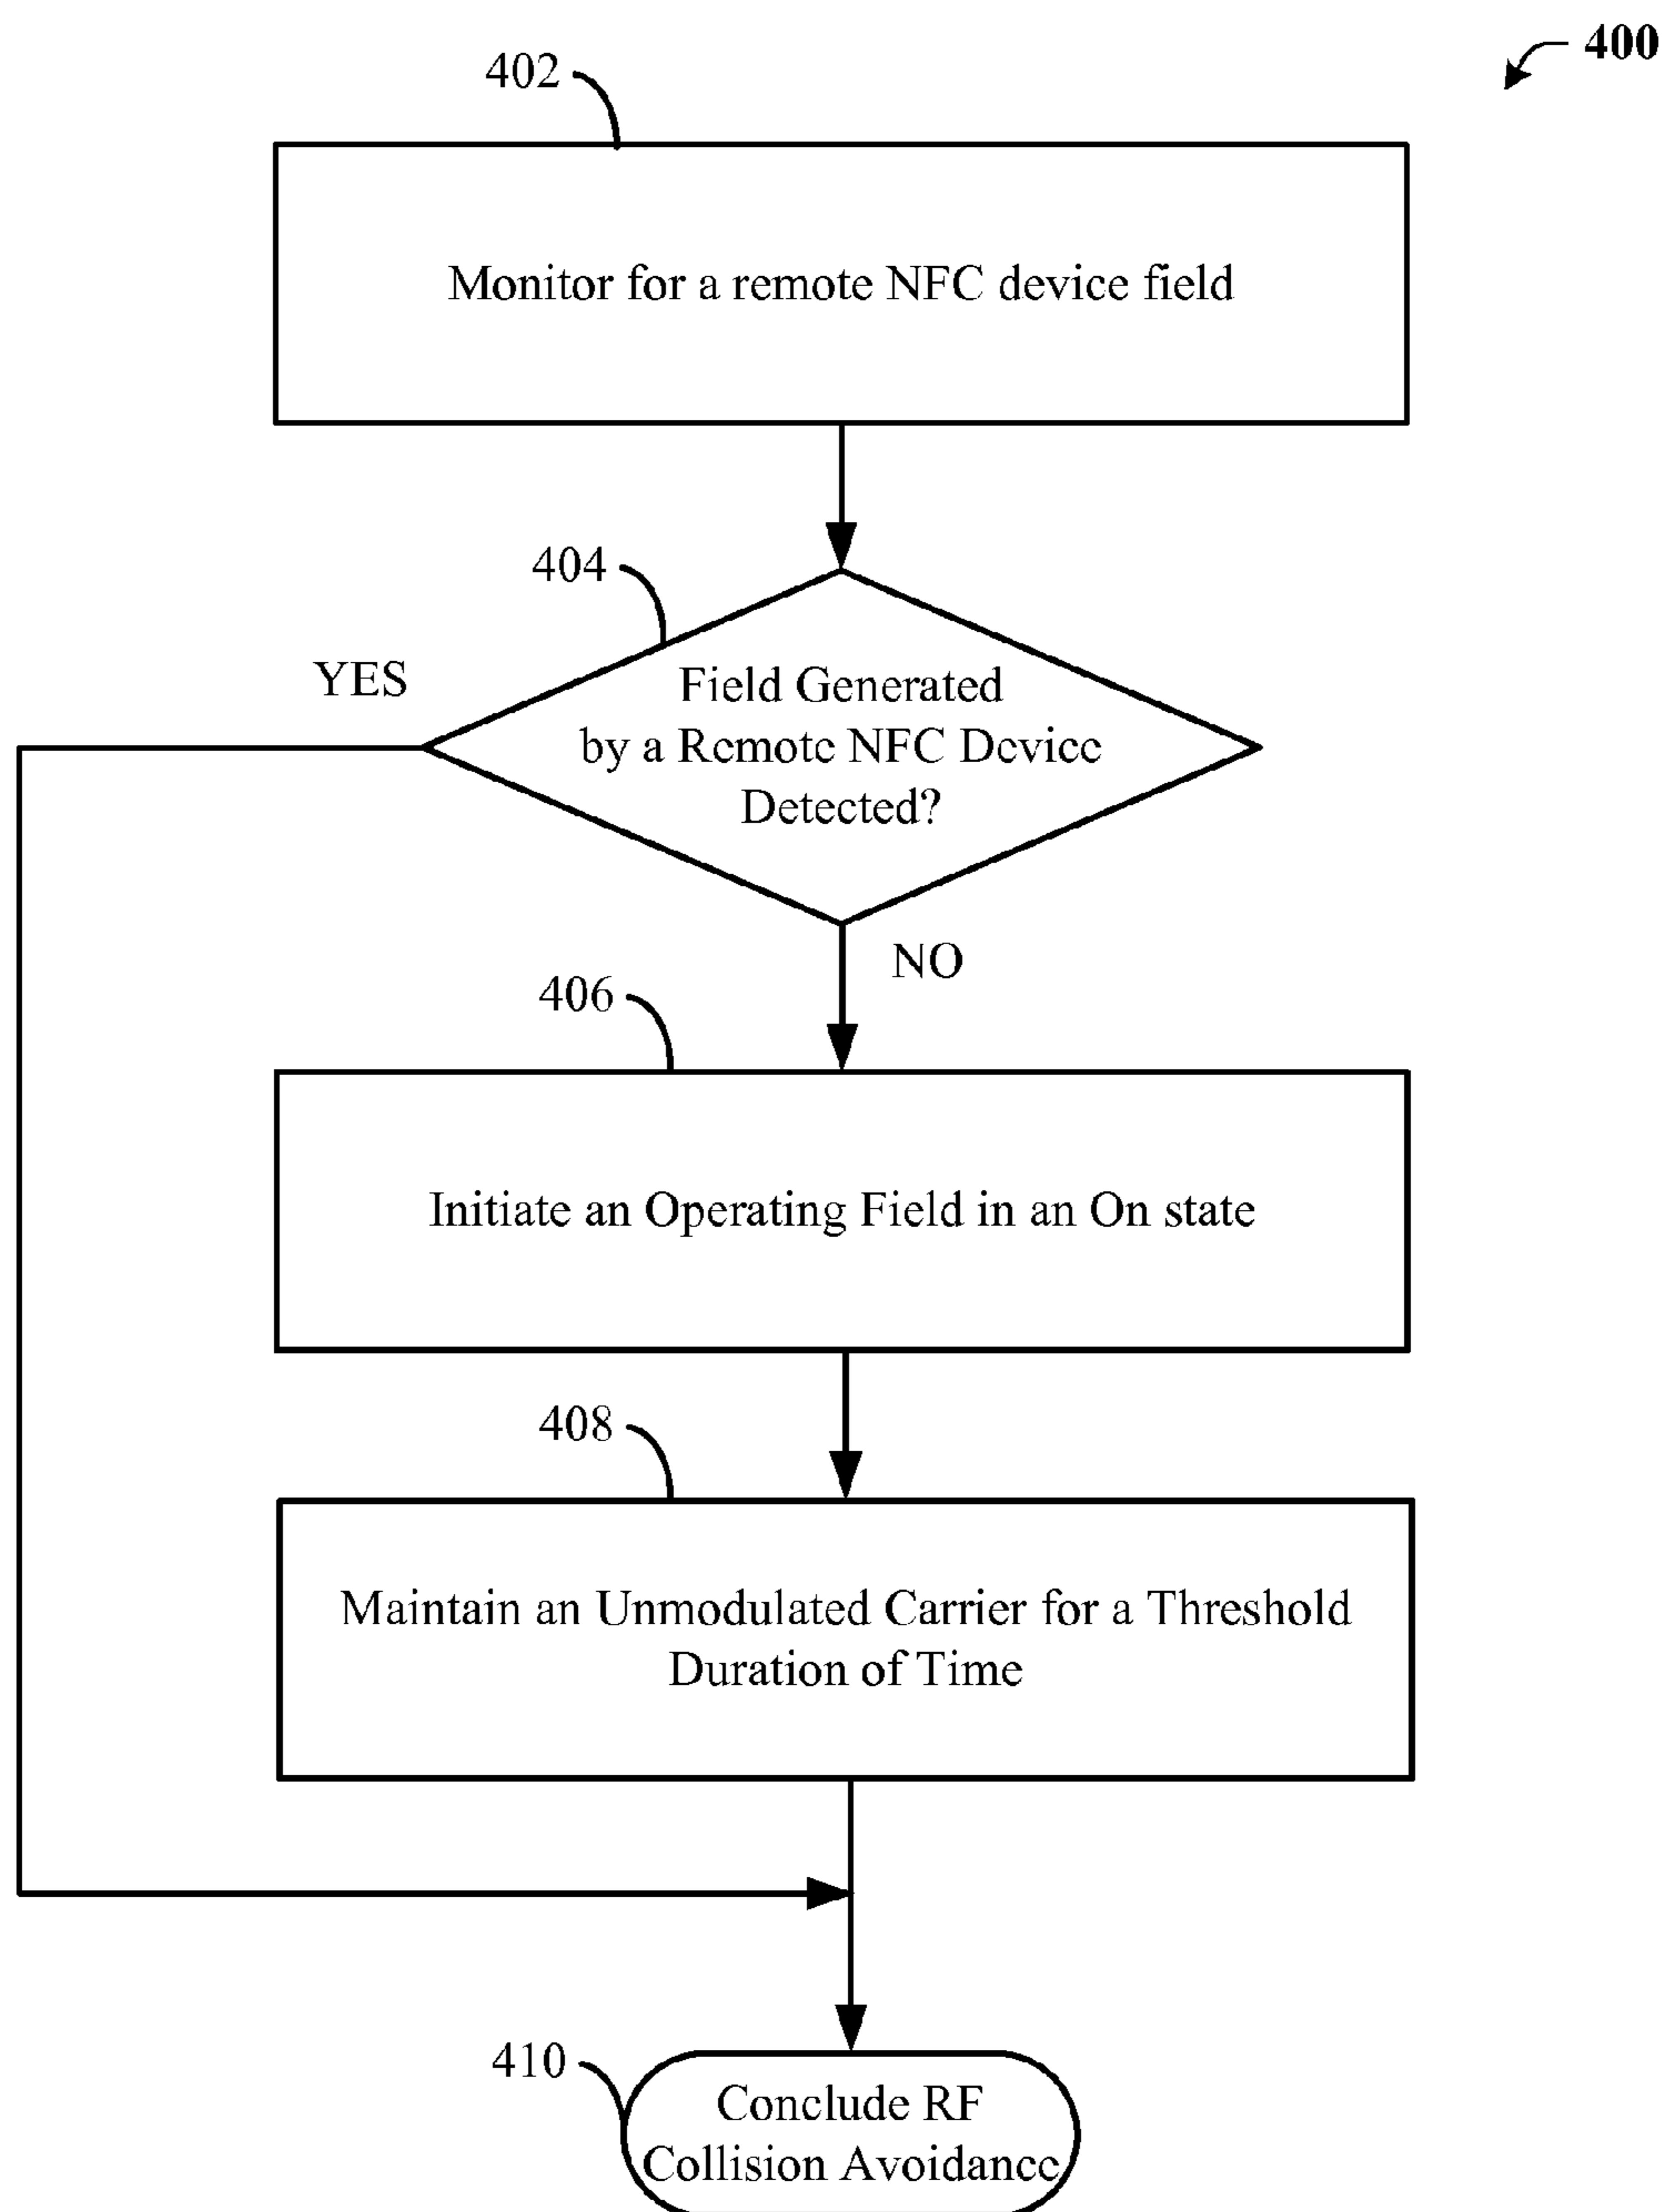 400
402
Monitor for a remote NFC device field
404
YES
Field Generated
by a Remote NFC Device
Detected?
NO
406
Initiate an Operating Field in an On state
408
Maintain an Unmodulated Carrier for a Threshold
Duration of Time
410
Conclude RF
Collision Avoidance